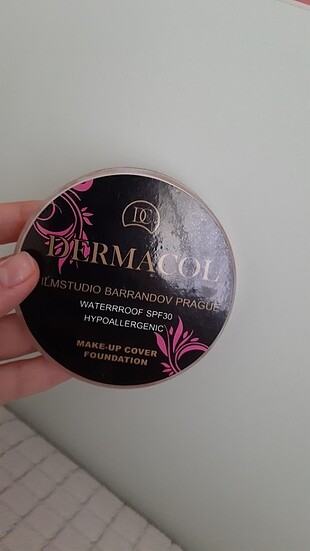 DC
DERMACOL
ILMSTUDIO BARRANDOV PRAGUE
WATERRROOF SPF30
HYPOALLERGENIC
MAKE-UP COVER
FOUNDATION